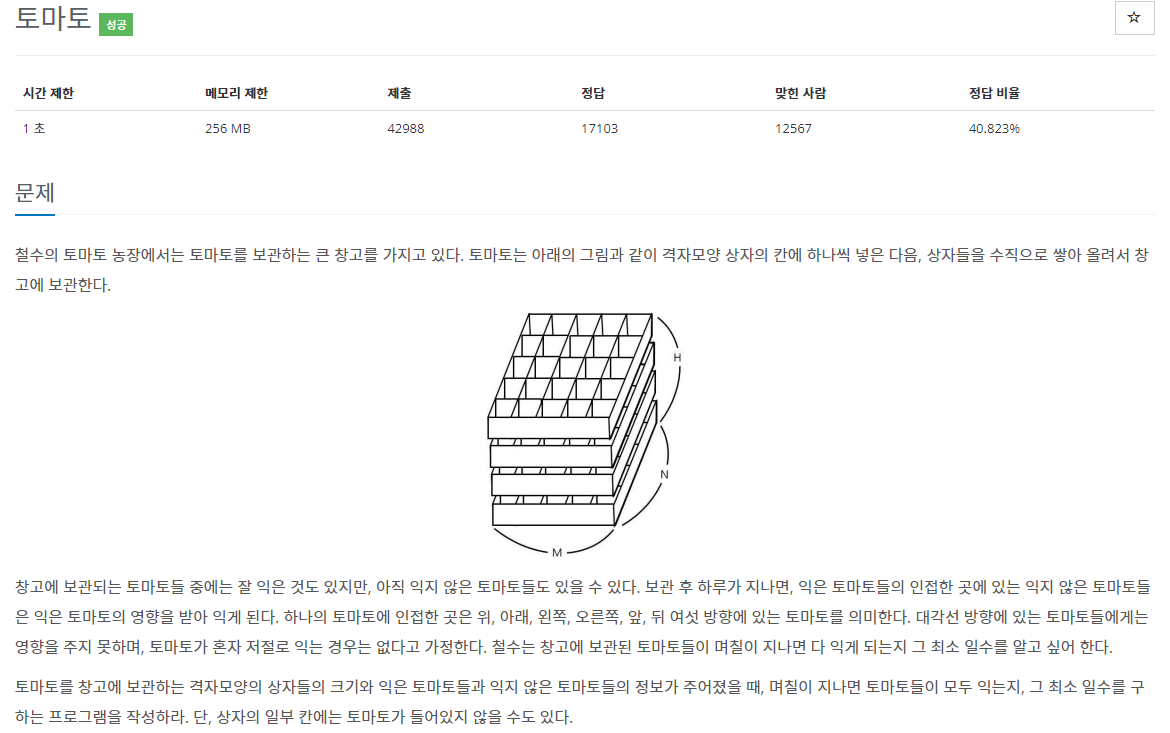 토마토 성공
☆
시간 제한 메모리 제한 제출 정답 맞힌 사람 정답 비율
1 초 256 MB 42988 17103 12567 40.823%
문제
철수의 토마토 농장에서는 토마토를 보관하는 큰 창고를 가지고 있다. 토마토는 아래의 그림과 같이 격자모양 상자의 칸에 하나씩 넣은 다음, 상자들을 수직으로 쌓아 올려서 창
고에 보관한다.
H
N
M
창고에 보관되는 토마토들 중에는 잘 익은 것도 있지만, 아직 익지 않은 토마토들도 있을 수 있다. 보관 후 하루가 지나면, 익은 토마토들의 인접한 곳에 있는 익지 않은 토마토들
은 익은 토마토의 영향을 받아 익게 된다. 하나의 토마토에 인접한 곳은 위, 아래, 왼쪽, 오른쪽, 앞, 뒤 여섯 방향에 있는 토마토를 의미한다. 대각선 방향에 있는 토마토들에게는
영향을 주지 못하며, 토마토가 혼자 저절로 익는 경우는 없다고 가정한다. 철수는 창고에 보관된 토마토들이 며칠이 지나면 다 익게 되는지 그 최소 일수를 알고 싶어 한다.
토마토를 창고에 보관하는 격자모양의 상자들의 크기와 익은 토마토들과 익지 않은 토마토들의 정보가 주어졌을 때, 며칠이 지나면 토마토들이 모두 익는지, 그 최소 일수를 구
하는 프로그램을 작성하라. 단, 상자의 일부 칸에는 토마토가 들어있지 않을 수도 있다.